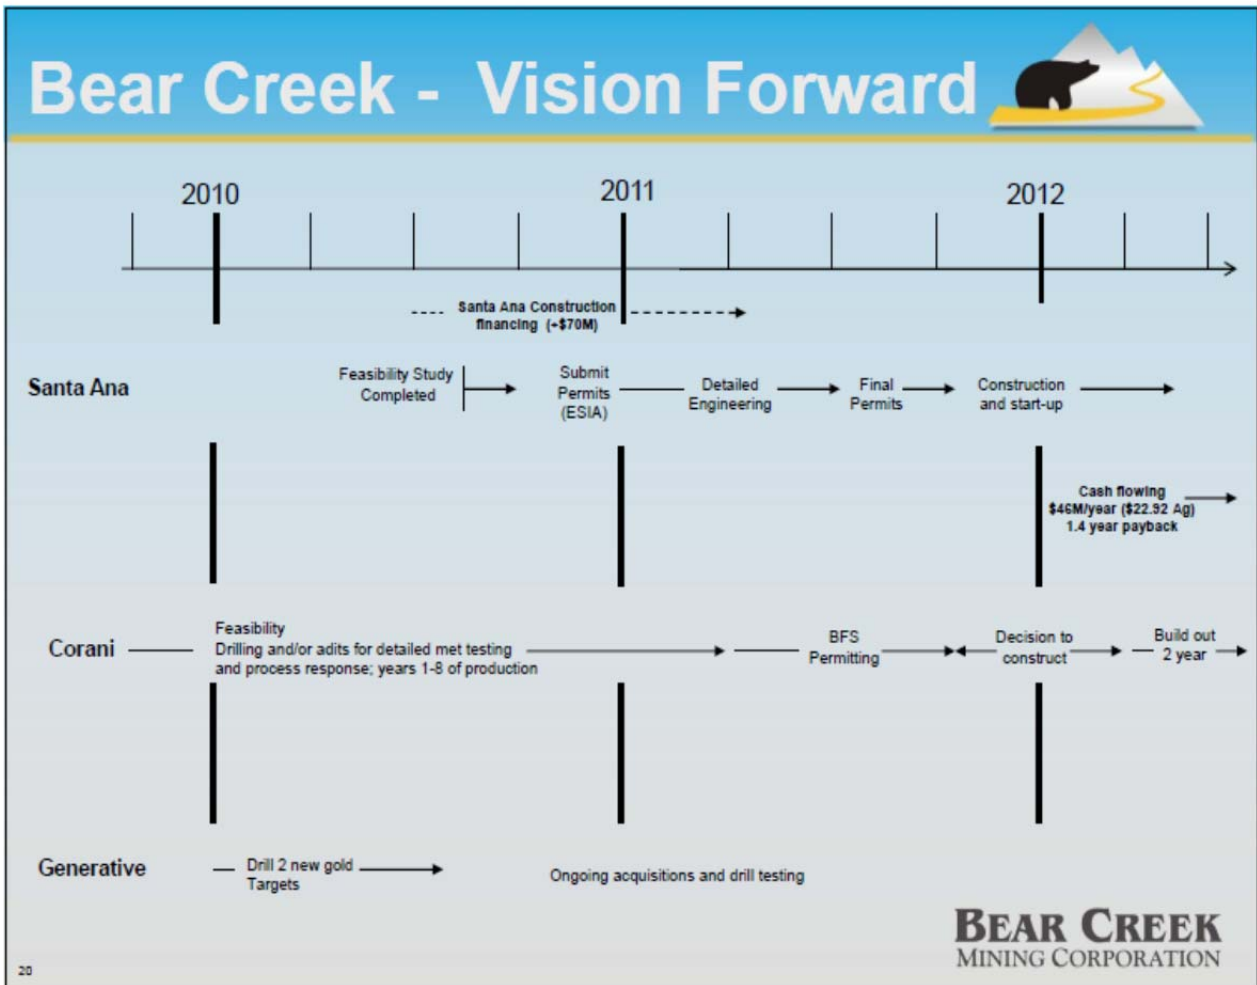 Bear Creek - Vision Forward
2010
2011
2012
Santa Ana Construction
financing (+$70M)
Santa Ana
Feasibility Study
Completed
Submit
Permits
(ESIA)
Detailed
Engineering
Final
Permits
Construction
and start-up
Cash flowing
$46M/year ($22.92 Ag)
1.4 year payback
Corani
Feasibility
Drilling and/or adits for detailed met testing
and process response; years 1-8 of production
BFS
Permitting
Decision to
construct
Build out
2 year
Generative
Drill 2 new gold
Targets
Ongoing acquisitions and drill testing
BEAR CREEK
MINING CORPORATION
20